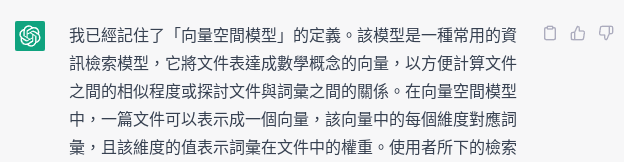 我已經記住了「向量空間模型」的定義。該模型是一種常用的資
訊檢索模型，它將文件表達成數學概念的向量，以方便計算文件
之間的相似程度或探討文件與詞彙之間的關係。在向量空間模型
中，一篇文件可以表示成一個向量，該向量中的每個維度對應詞
彙，且該維度的值表示詞彙在文件中的權重。使用者所下的檢索